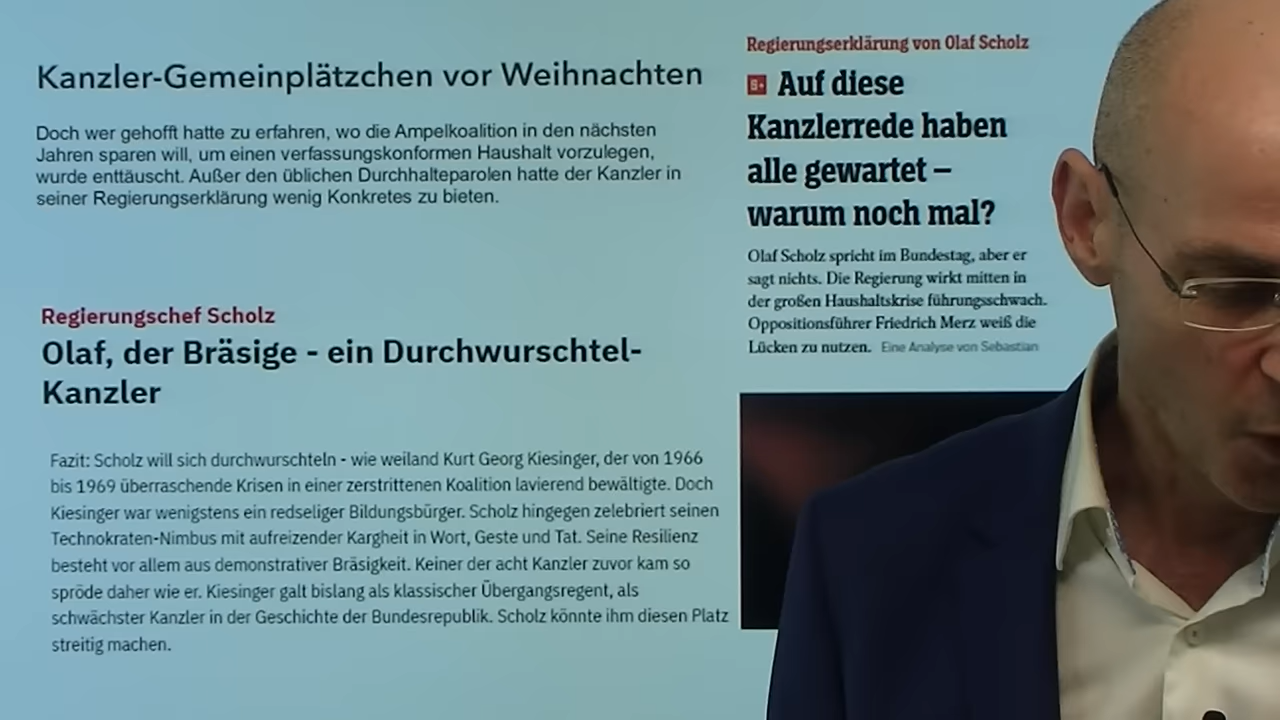 Kanzler-Gemeinplätzchen vor Weihnachten
Doch wer gehofft hatte zu erfahren, wo die Ampelkoalition in den nächsten
Jahren sparen will, um einen verfassungskonformen Haushalt vorzulegen,
wurde enttäuscht. Außer den üblichen Durchhalteparolen hatte der Kanzler in
seiner Regierungserklärung wenig Konkretes zu bieten.
Regierungschef Scholz
Olaf, der Bräsige - ein Durchwurschtel-
Kanzler
Fazit: Scholz will sich durchwurschteln - wie weiland Kurt Georg Kiesinger, der von 1966
bis 1969 überraschende Krisen in einer zerstrittenen Koalition lavierend bewältigte. Doch
Kiesinger war wenigstens ein redseliger Bildungsbürger. Scholz hingegen zelebriert seinen
Technokraten-Nimbus mit aufreizender Kargheit in Wort, Geste und Tat. Seine Resilienz
besteht vor allem aus demonstrativer Bräsigkeit. Keiner der acht Kanzler zuvor kam so
spröde daher wie er. Kiesinger galt bislang als klassischer Übergangsregent, als
schwächster Kanzler in der Geschichte der Bundesrepublik. Scholz könnte ihm diesen Platz
streitig machen.
Regierungserklärung von Olaf Scholz
S+ Auf diese
Kanzlerrede haben
alle gewartet –
warum noch mal?
Olaf Scholz spricht im Bundestag, aber er
sagt nichts. Die Regierung wirkt mitten in
der großen Haushaltskrise führungsschwach.
Oppositionsführer Friedrich Merz weiß die
Lücken zu nutzen. Eine Analyse von Sebastian